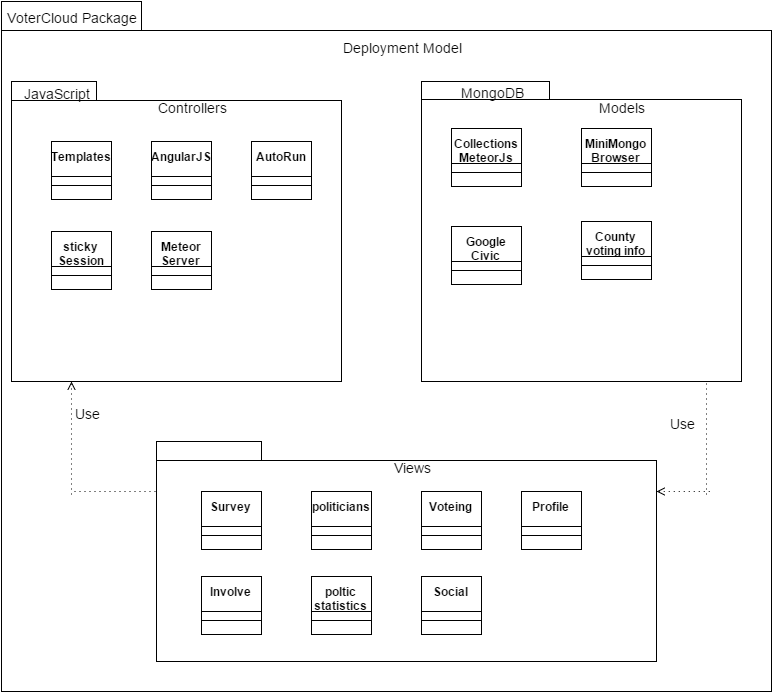 VoterCloud Package
Deployment Model
JavaScript
Controllers
Templates
AngularJS
AutoRun
sticky
Session
Meteor
Server
MongoDB
Models
Collections
MeteorJs
MiniMongo
Browser
Google
Civic
County
voting info
Use
Use
Views
Survey
politicians
Voteing
Profile
Involve
poltic
statistics
Social